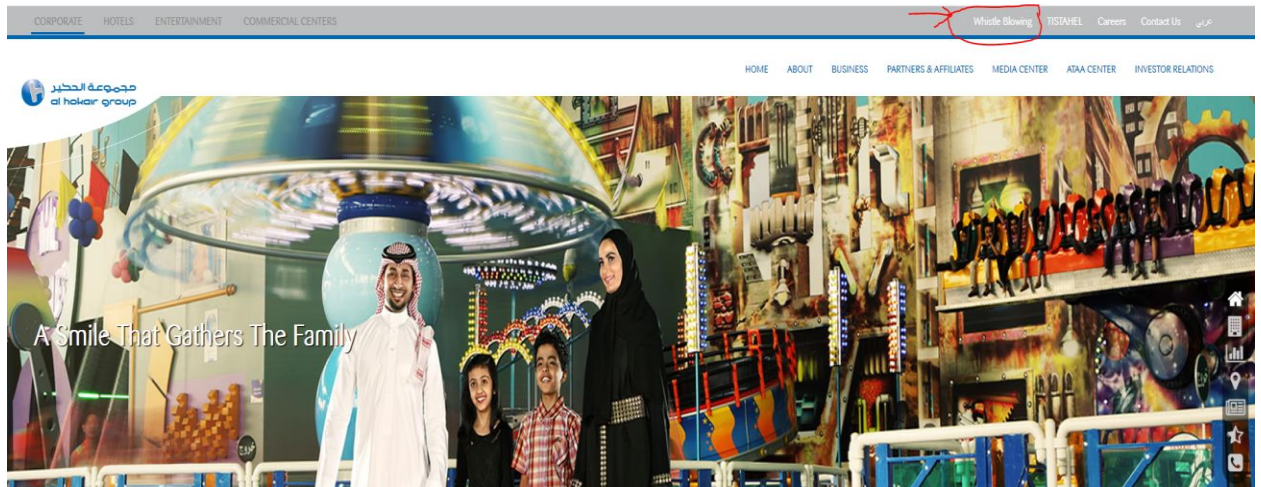 CORPORATE HOTELS ENTERTAINMENT COMMERCIAL CENTERS Whistle Blowing TISTAHEL Careers Contact Us عربي
HOME ABOUT BUSINESS PARTNERS & AFFILIATES MEDIA CENTER ATAA CENTER INVESTOR RELATIONS
مجموعة الحكير
al hokair group
A Smile That Gathers The Family